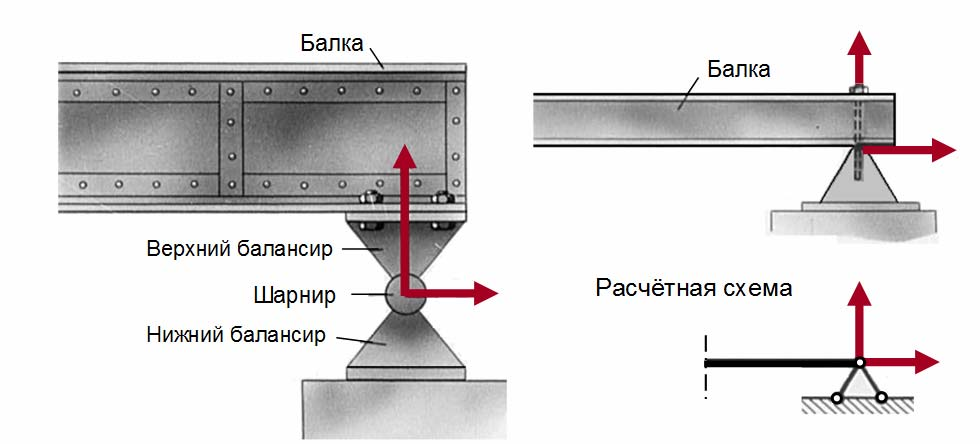 Балка
Балка
Верхний балансир
Шарнир
Расчётная схема
Нижний балансир